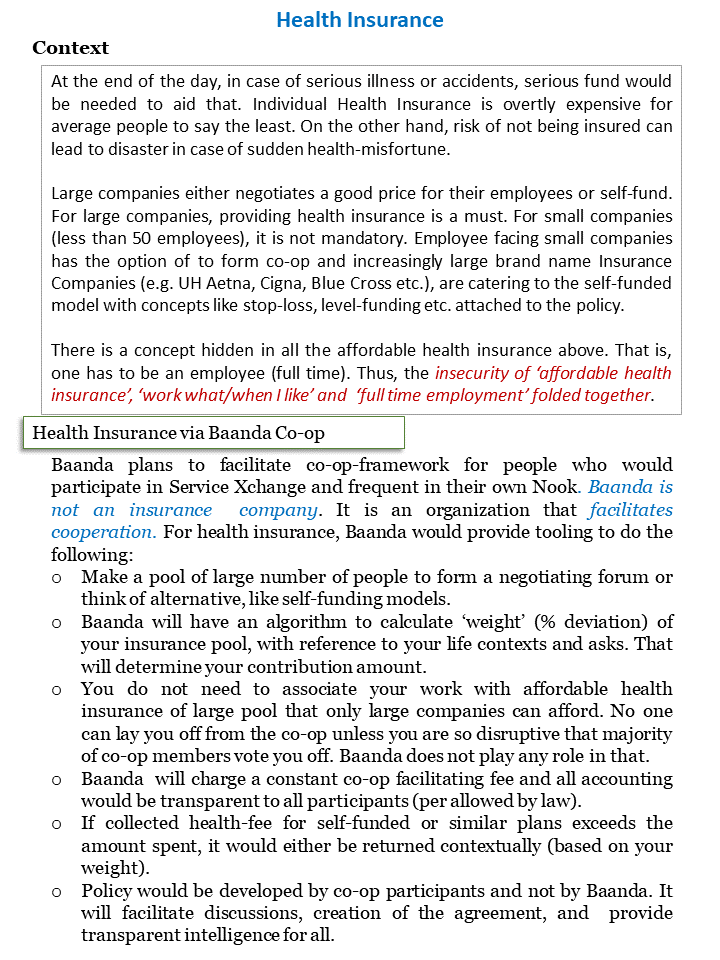 Health Insurance
Context
At the end of the day, in case of serious illness or accidents, serious fund would
be needed to aid that. Individual Health Insurance is overtly expensive for
average people to say the least. On the other hand, risk of not being insured can
lead to disaster in case of sudden health-misfortune.
Large companies either negotiates a good price for their employees or self-fund.
For large companies, providing health insurance is a must. For small companies
(less than 50 employees), it is not mandatory. Employee facing small companies
has the option of to form co-op and increasingly large brand name Insurance
Companies (e.g. UH Aetna, Cigna, Blue Cross etc.), are catering to the self-funded
model with concepts like stop-loss, level-funding etc. attached to the policy.
There is a concept hidden in all the affordable health insurance above. That is,
one has to be an employee (full time). Thus, the insecurity of ‘affordable health
insurance’, ‘work what/when I like’ and ‘full time employment’ folded together.
Health Insurance via Baanda Co-op
Baanda plans to facilitate co-op-framework for people who would
participate in Service Xchange and frequent in their own Nook. Baanda is
not an insurance company. It is an organization that facilitates
cooperation. For health insurance, Baanda would provide tooling to do the
following:
o Make a pool of large number of people to form a negotiating forum or
think of alternative, like self-funding models.
o Baanda will have an algorithm to calculate ‘weight’ (% deviation) of
your insurance pool, with reference to your life contexts and asks. That
will determine your contribution amount.
o You do not need to associate your work with affordable health
insurance of large pool that only large companies can afford. No one
can lay you off from the co-op unless you are so disruptive that majority
of co-op members vote you off. Baanda does not play any role in that.
o Baanda will charge a constant co-op facilitating fee and all accounting
would be transparent to all participants (per allowed by law).
o If collected health-fee for self-funded or similar plans exceeds the
amount spent, it would either be returned contextually (based on your
weight).
o Policy would be developed by co-op participants and not by Baanda. It
will facilitate discussions, creation of the agreement, and provide
transparent intelligence for all.